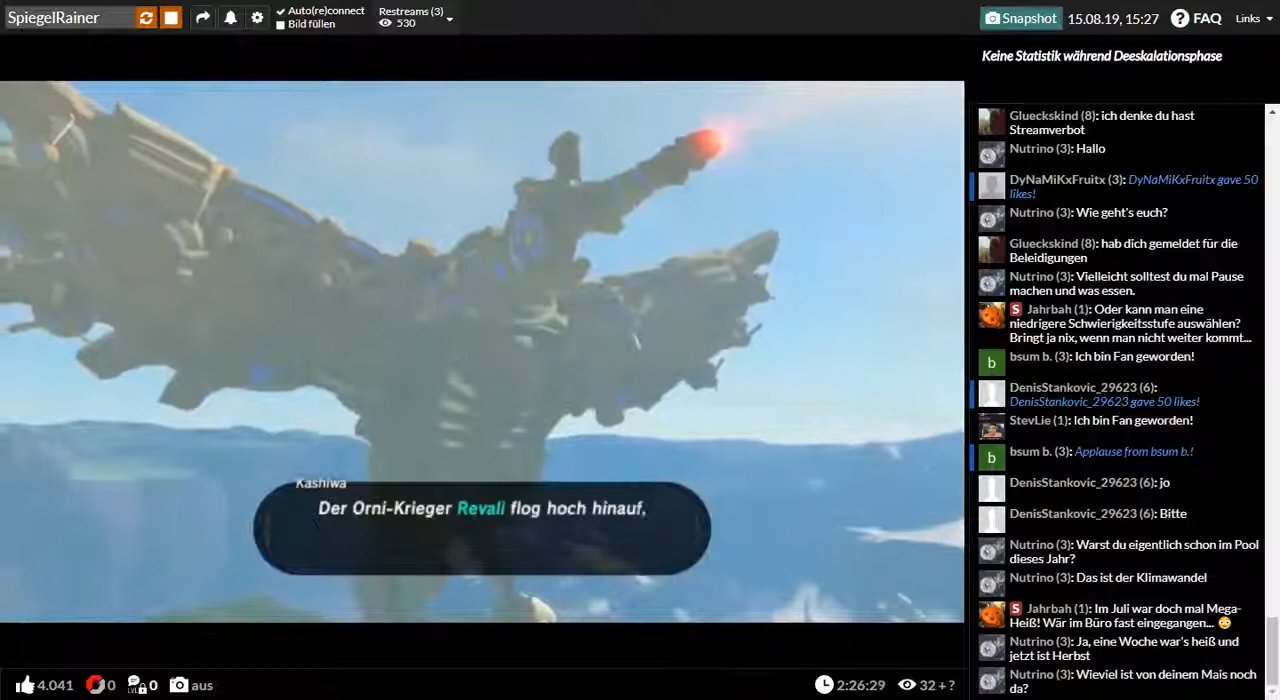 SpiegelRainer
Auto(re)connect
Bild füllen
Restreams (3)
530
Snapshot
15.08.19, 15:27
FAQ
Links
Keine Statistik während Deeskalationsphase
Glueckskind (8): ich denke du hast
Streamverbot
Nutrino (3): Hallo
DyNaMiKxFruitx (3): DyNaMiKxFruitx gave 50
likes!
Nutrino (3): Wie geht's euch?
Glueckskind (8): hab dich gemeldet für die
Beleidigungen
Nutrino (3): Vielleicht solltest du mal Pause
machen und was essen.
S Jahrbah (1): Oder kann man eine
niedrigere Schwierigkeitsstufe auswählen?
Bringt ja nix, wenn man nicht weiter kommt...
b
bsum b. (3): Ich bin Fan geworden!
DenisStankovic_29623 (6):
DenisStankovic_29623 gave 50 likes!
StevLie (1): Ich bin Fan geworden!
b
bsum b. (3): Applause from bsum b.!
DenisStankovic_29623 (6): jo
DenisStankovic_29623 (6): Bitte
Nutrino (3): Warst du eigentlich schon im Pool
dieses Jahr?
Nutrino (3): Das ist der Klimawandel
S Jahrbah (1): Im Juli war doch mal Mega-
Heiß! Wär im Büro fast eingegangen... 😳
Nutrino (3): Ja, eine Woche war's heiß und
jetzt ist Herbst
Nutrino (3): Wieviel ist von deinem Mais noch
da?
Kashiwa
Der Orni-Krieger Revali flog hoch hinauf,
4.041
0
LVL
0
aus
2:26:29
32 + ?